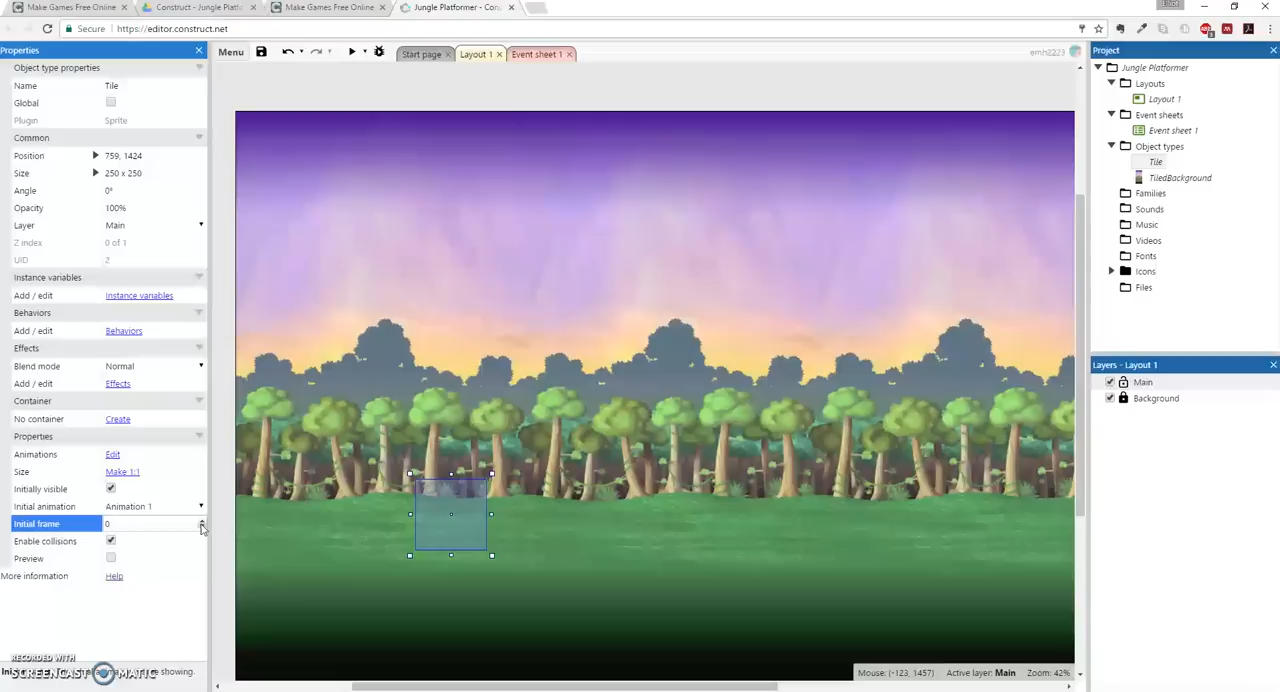 Make Games Free Online
Construct - Jungle Platf
Make Games Free Online
Jungle Platformer - Con
Elliot
Secure
https://editor.construct.net
Properties
Menu
Start page
Layout 1
Event sheet 1
emh2223
Project
Object type properties
Name Tile
Global
Plugin Sprite
Common
Position 759, 1424
Size 250 x 250
Angle 0°
Opacity 100%
Layer Main
Z index 0 of 1
UID 2
Instance variables
Add / edit Instance variables
Behaviors
Add / edit Behaviors
Effects
Blend mode Normal
Add / edit Effects
Container
No container Create
Properties
Animations Edit
Size Make 1:1
Initially visible
Initial animation Animation 1
Initial frame 0
Enable collisions
Preview
More information Help
RECORDED WITH
SCREENCAST MATIC
e showing.
Jungle Platformer
Layouts
Layout 1
Event sheets
Event sheet 1
Object types
Tile
TiledBackground
Families
Sounds
Music
Videos
Fonts
Icons
Files
Layers - Layout 1
Main
Background
Mouse: (-123, 1457) Active layer: Main Zoom: 42%